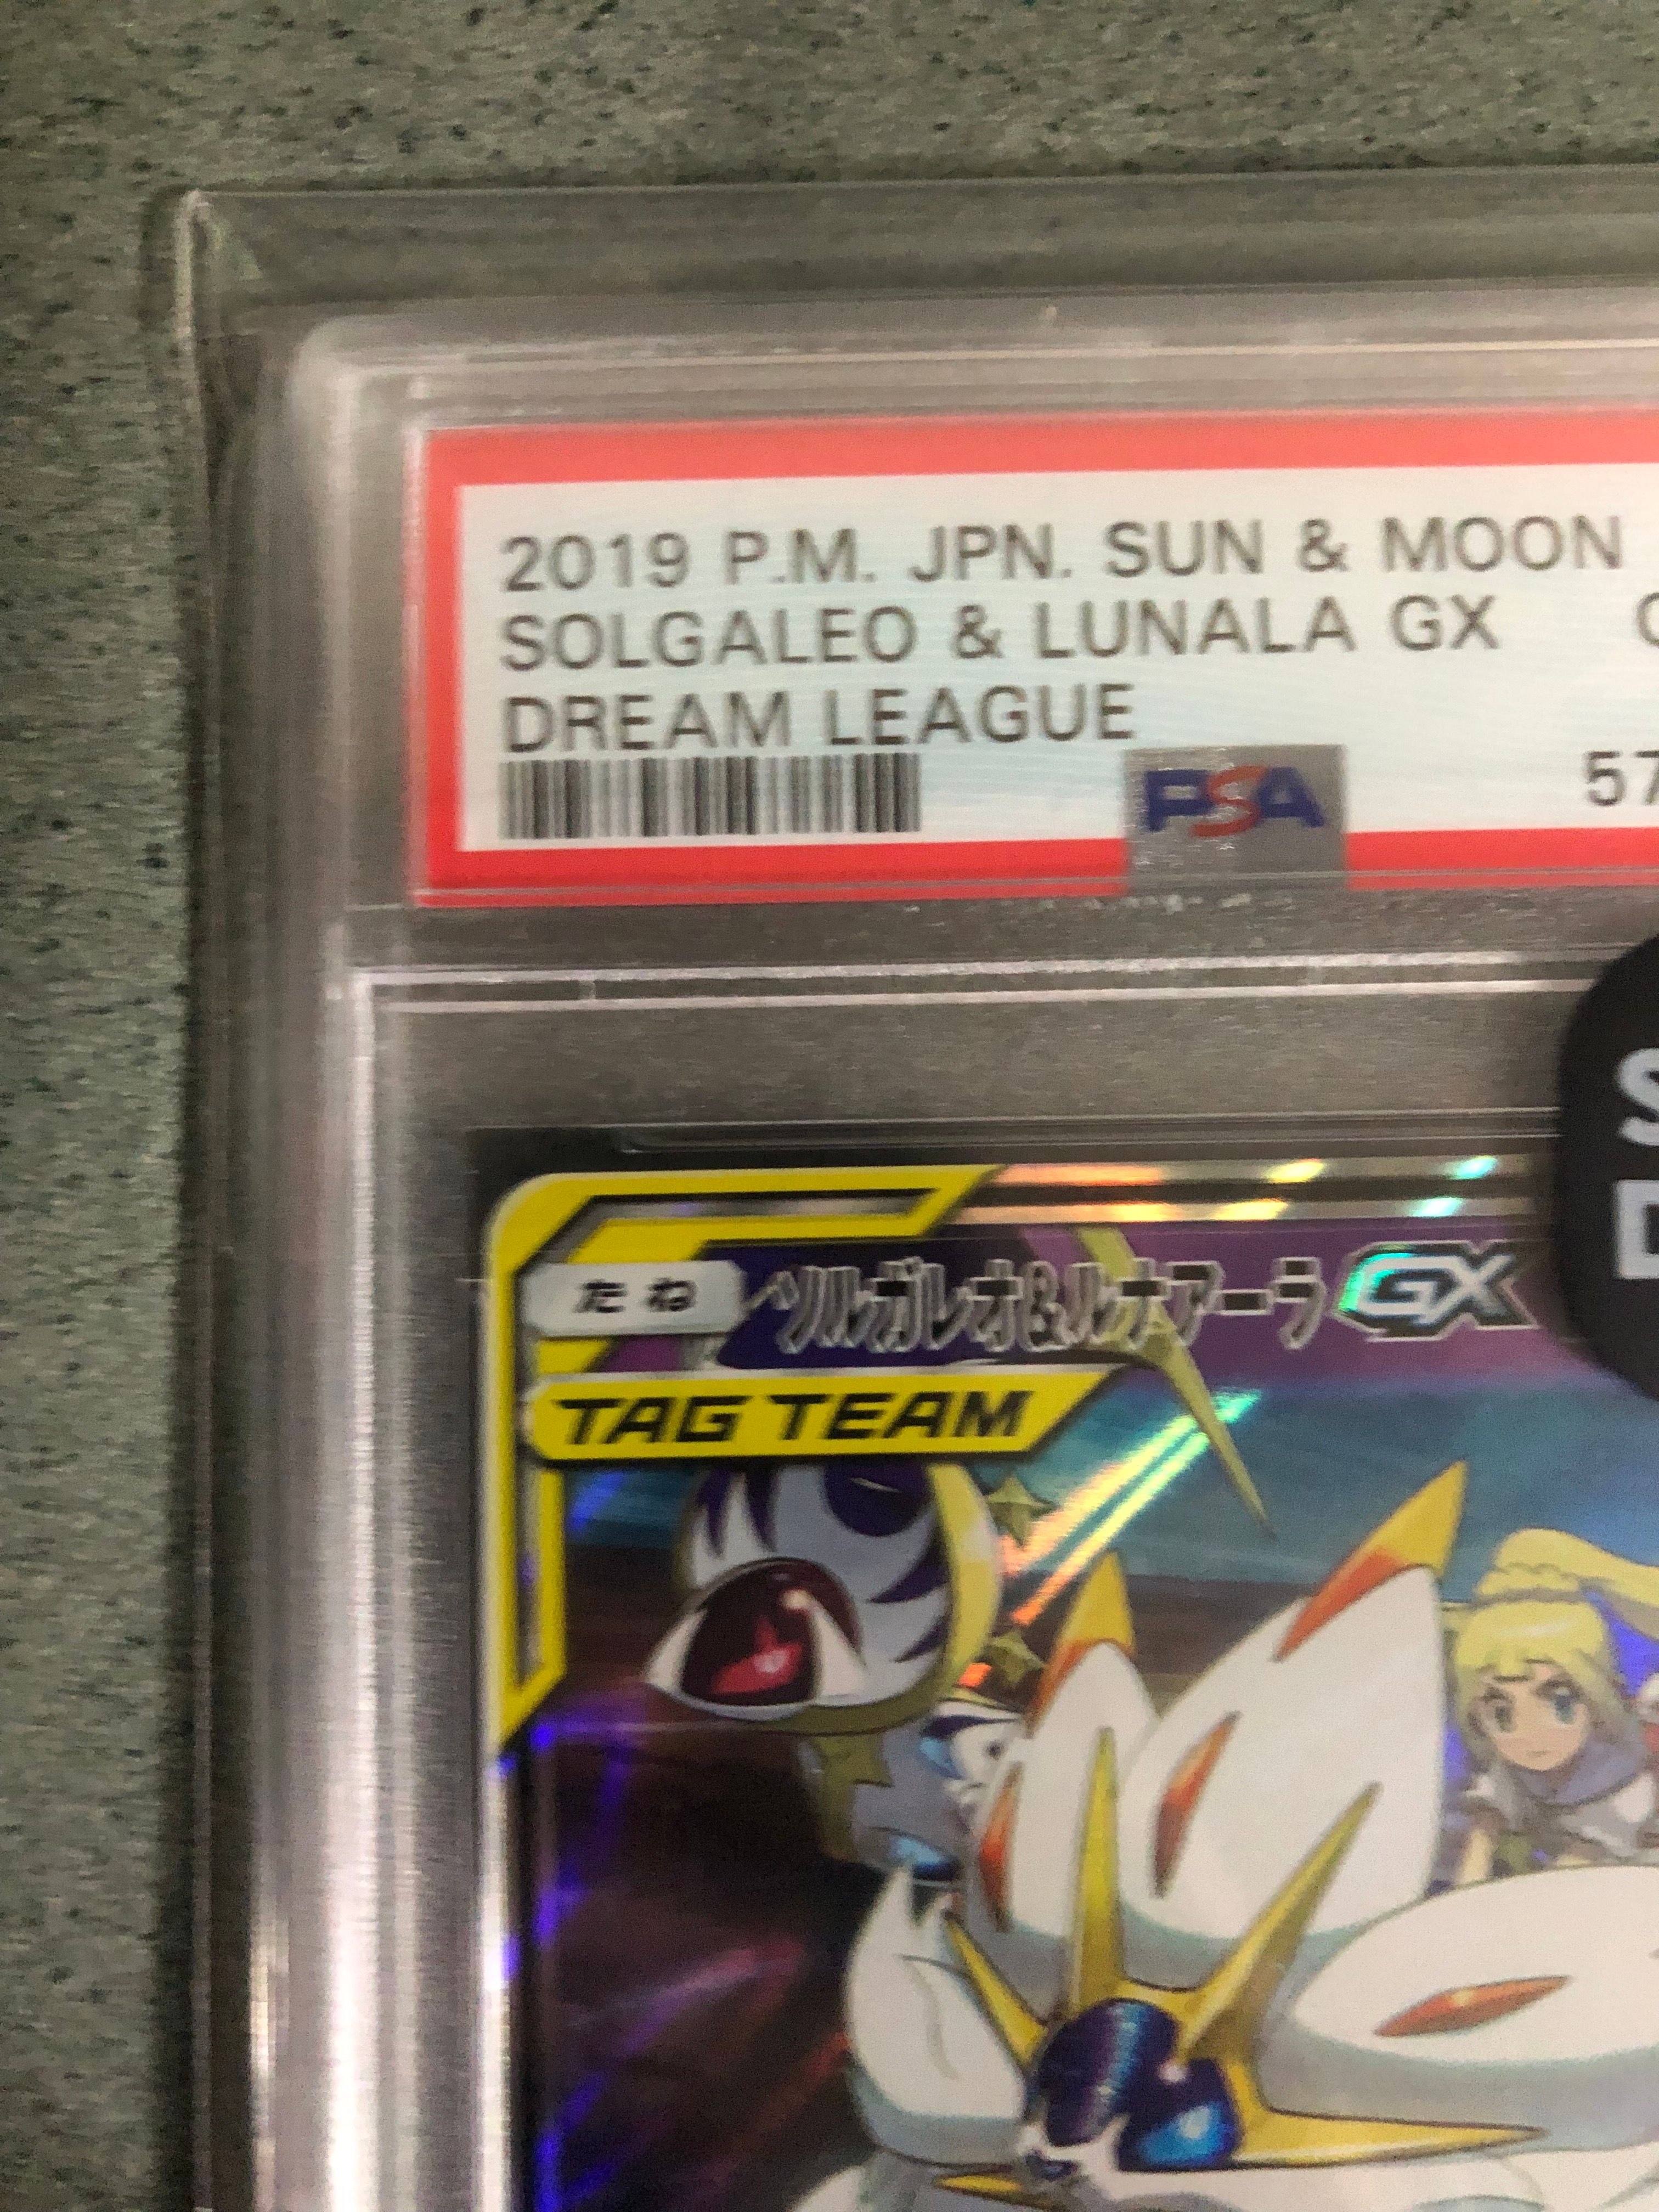 2019 P.M. JPN. SUN & MOON
SOLGALEO & LUNALA GX
DREAM LEAGUE
PSA
57
たね ソルガレオ&ルナアーラ GX
TAG TEAM